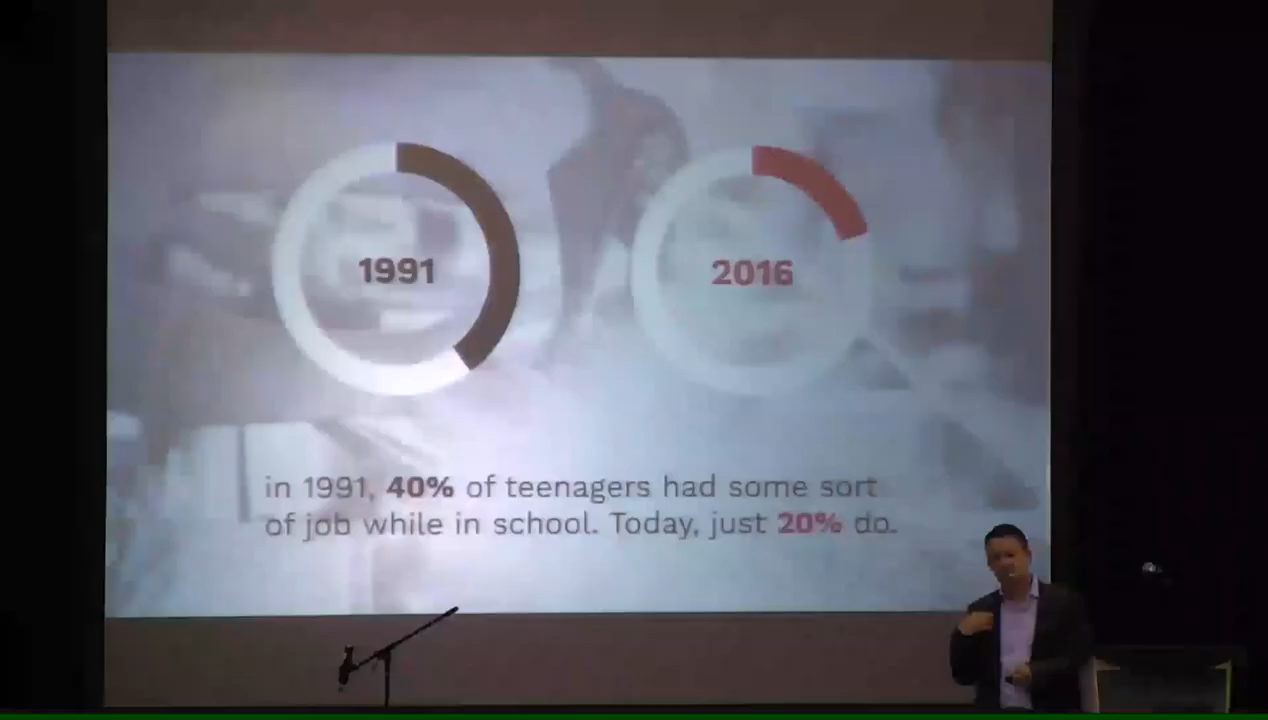 1991
2016
in 1991, 40% of teenagers had some sort
of job while in school. Today, just 20% do.